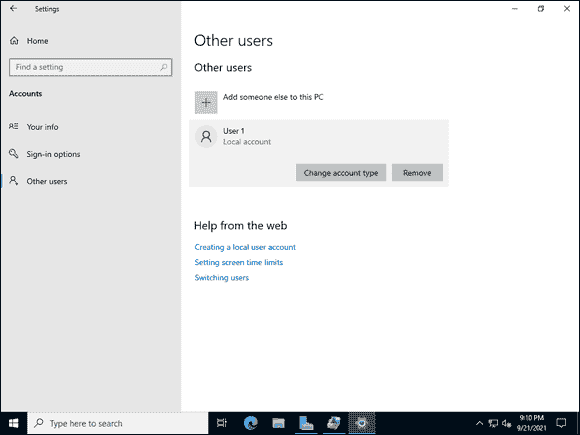 Settings
Home
Find a setting
Accounts
Your info
Sign-in options
Other users
Other users
Other users
Add someone else to this PC
User 1
Local account
Change account type
Remove
Help from the web
Creating a local user account
Setting screen time limits
Switching users
Type here to search
9:10 PM
9/21/2021